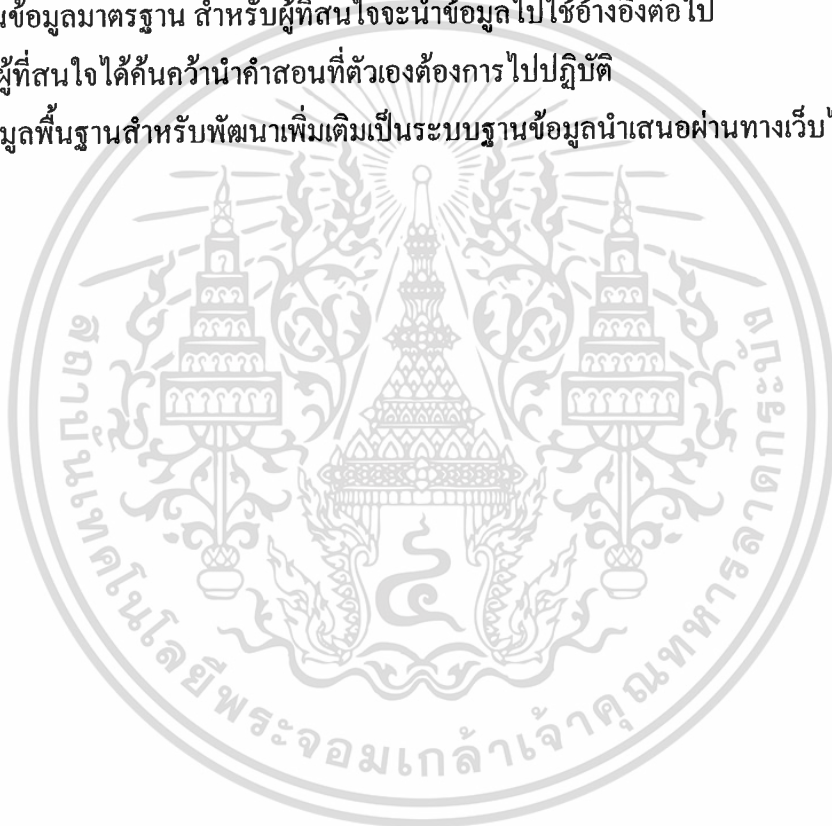 นข้อมูลมาตรฐาน สำหรับผู้ที่สนใจจะนำข้อมูลไปใช้อ้างอิงต่อไป
ผู้ที่สนใจได้ค้นคว้านำคำสอนที่ตัวเองต้องการไปปฏิบัติ
มูลพื้นฐานสำหรับพัฒนาเพิ่มเติมเป็นระบบฐานข้อมูลนำเสนอผ่านทางเว็บ
สถาบันเทคโนโลยีพระจอมเกล้าเจ้าคุณทหารลาดกระบัง
๔